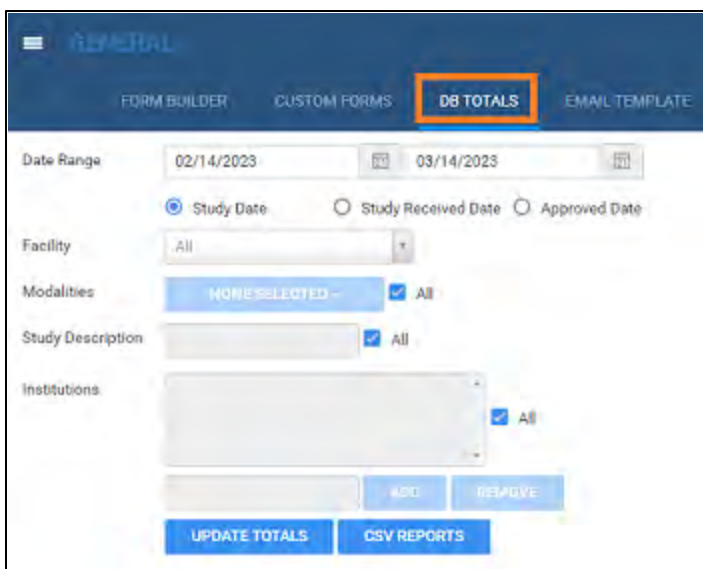 GENERAL
FORM BUILDER CUSTOM FORMS DB TOTALS EMAIL TEMPLATE
Date Range 02/14/2023 03/14/2023
Study Date Study Received Date Approved Date
Facility All
Modalities NONE SELECTED All
Study Description All
Institutions All
ADD REMOVE
UPDATE TOTALS CSV REPORTS